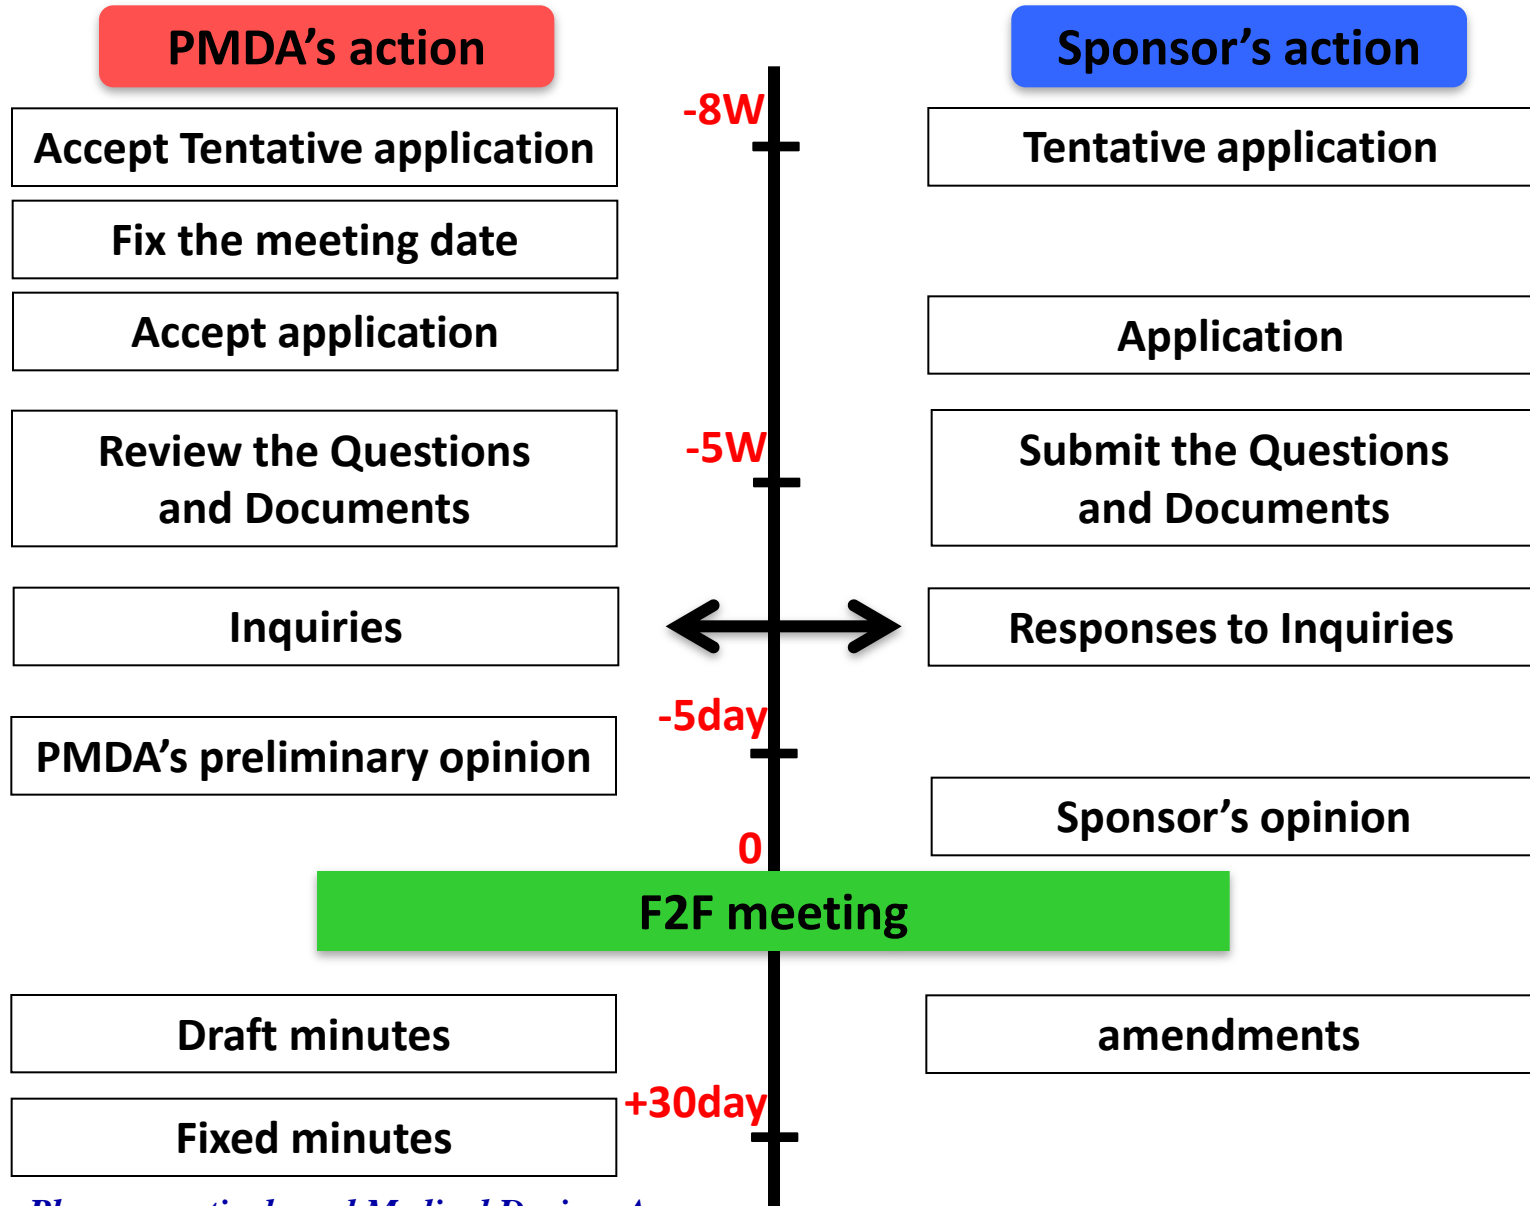 PMDA's action
Sponsor's action
-8W
Accept Tentative application
Tentative application
Fix the meeting date
Accept application
Application
-5W
Review the Questions
and Documents
Submit the Questions
and Documents
Inquiries
Responses to Inquiries
-5day
PMDA's preliminary opinion
Sponsor's opinion
0
F2F meeting
Draft minutes
amendments
+30day
Fixed minutes